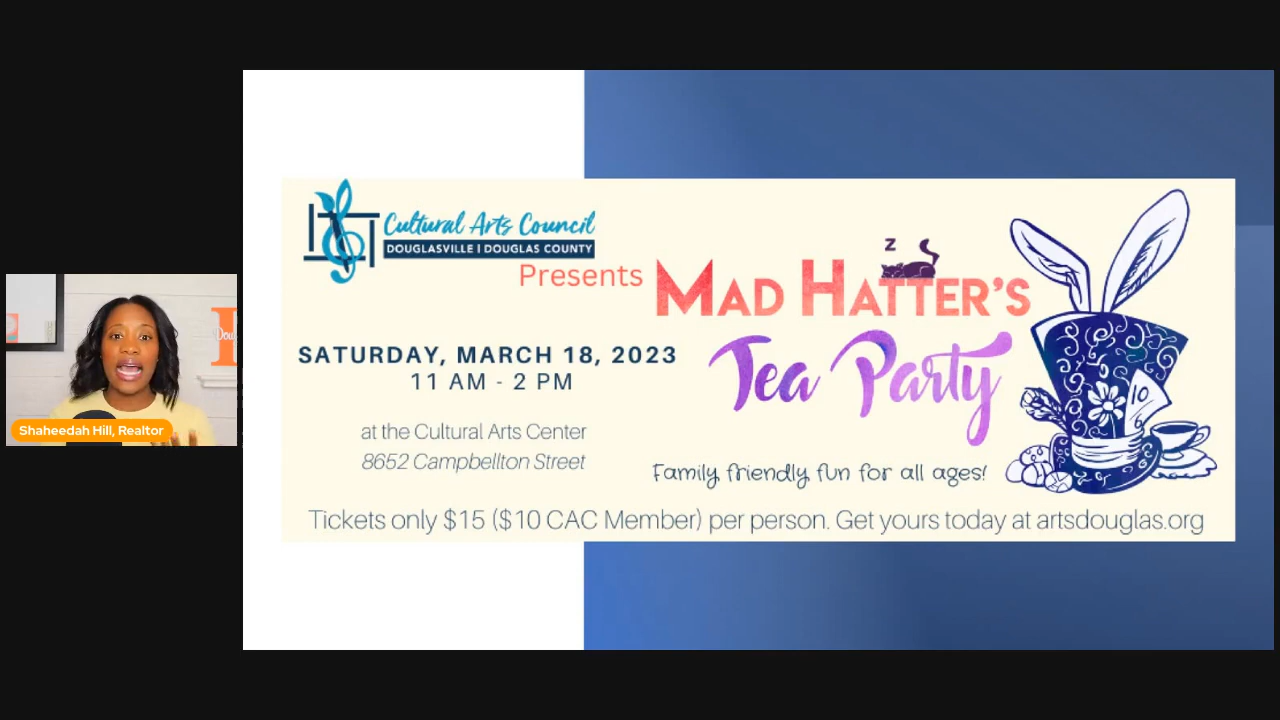 Cultural Arts Council
DOUGLASVILLE | DOUGLAS COUNTY
Presents
Z
MAD HATTER'S
Tea Party
SATURDAY, MARCH 18, 2023
11 AM - 2 PM
at the Cultural Arts Center
8652 Campbellton Street
Family friendly fun for all ages!
10
Tickets only $15 ($10 CAC Member) per person. Get yours today at artsdouglas.org
Shaheedah Hill, Realtor